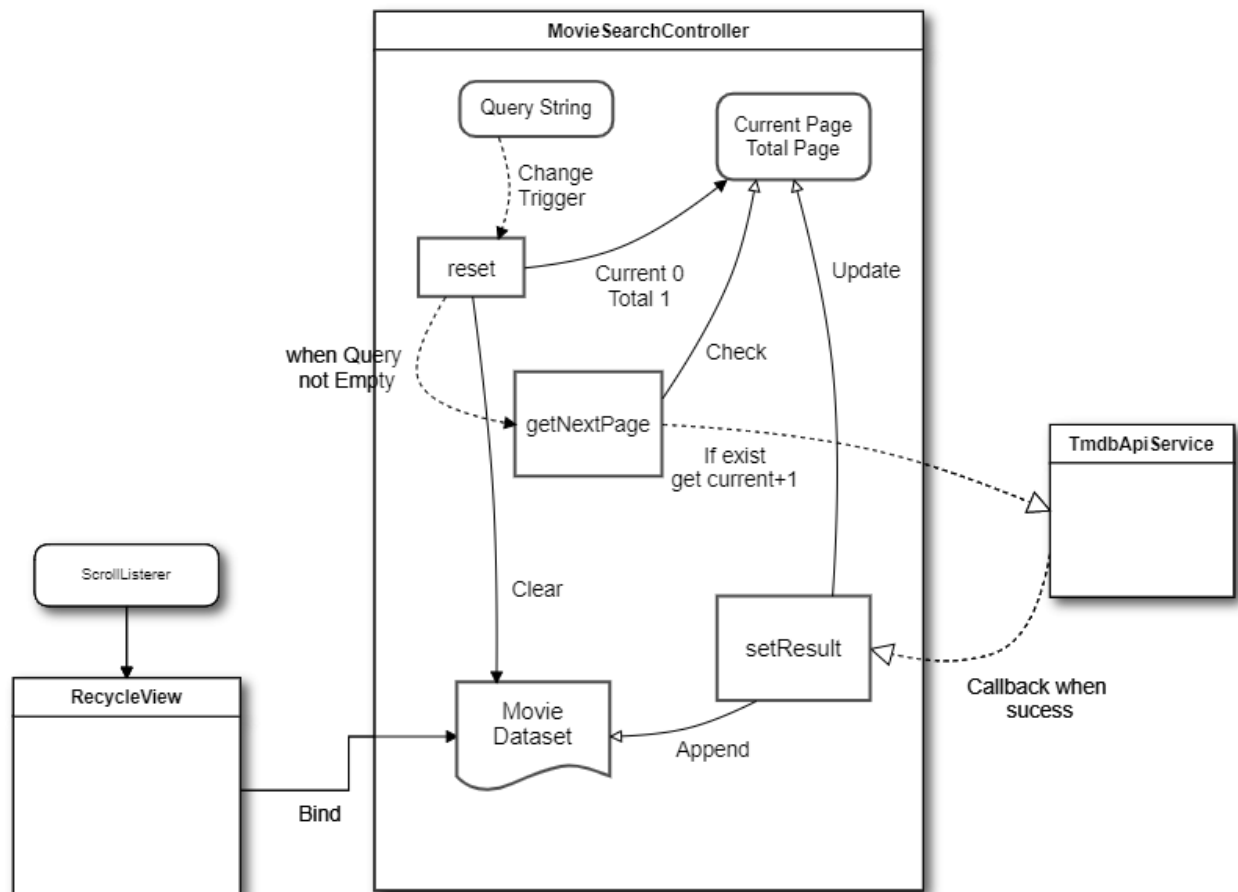 MovieSearchController
Query String
Current Page
Total Page
Change
Trigger
reset
Current 0
Total 1
Update
when Query
not Empty
Check
getNextPage
If exist
get current+1
TmdbApiService
ScrollListerer
Clear
setResult
RecycleView
Movie
Dataset
Callback when
sucess
Append
Bind